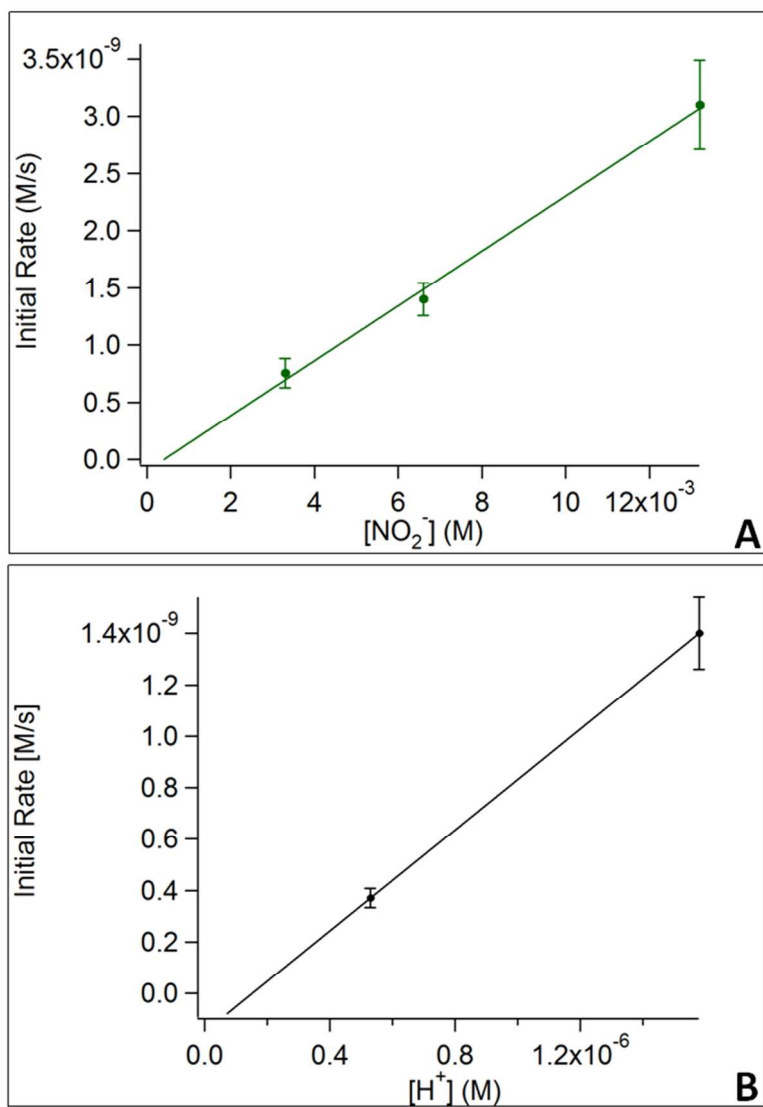 3.5x10⁻⁹
3.0
2.5
2.0
1.5
1.0
0.5
0.0
Initial Rate (M/s)
0 2 4 6 8 10 12x10⁻³
[NO₂⁻] (M)
A
1.4x10⁻⁹
1.2
1.0
0.8
0.6
0.4
0.2
0.0
Initial Rate [M/s]
0.0 0.4 0.8 1.2x10⁻⁶
[H⁺] (M)
B